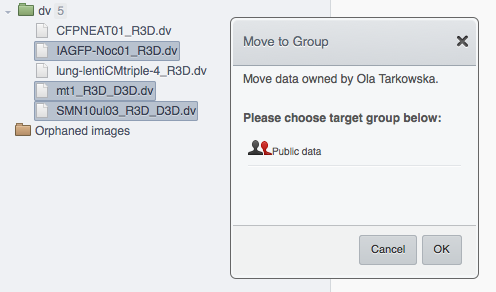 dv 5
CFPNEAT01_R3D.dv
IAGFP-Noc01_R3D.dv
lung-lentiCMtriple-4_R3D.dv
mt1_R3D_D3D.dv
SMN10ul03_R3D_D3D.dv
Orphaned images
Move to Group
Move data owned by Ola Tarkowska.
Please choose target group below:
Public data
Cancel OK